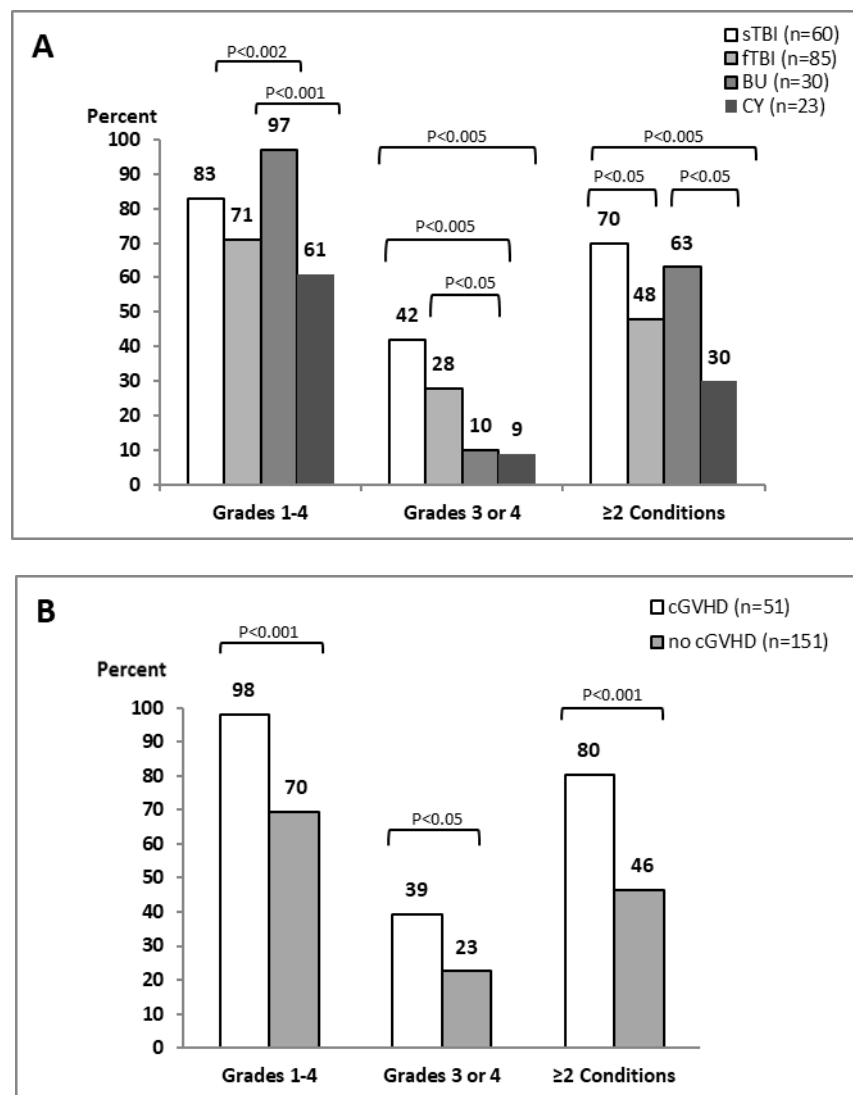 A
sTBI (n=60)
fTBI (n=85)
BU (n=30)
CY (n=23)
P<0.002
P<0.001
Percent
P<0.005
P<0.005
P<0.05
P<0.005
P<0.05
P<0.05
100
90
80
70
60
50
40
30
20
10
0
83
71
97
61
42
28
10
9
70
48
63
30
Grades 1-4
Grades 3 or 4
≥2 Conditions
B
cGVHD (n=51)
no cGVHD (n=151)
P<0.001
Percent
P<0.05
P<0.001
100
90
80
70
60
50
40
30
20
10
0
98
70
39
23
80
46
Grades 1-4
Grades 3 or 4
≥2 Conditions